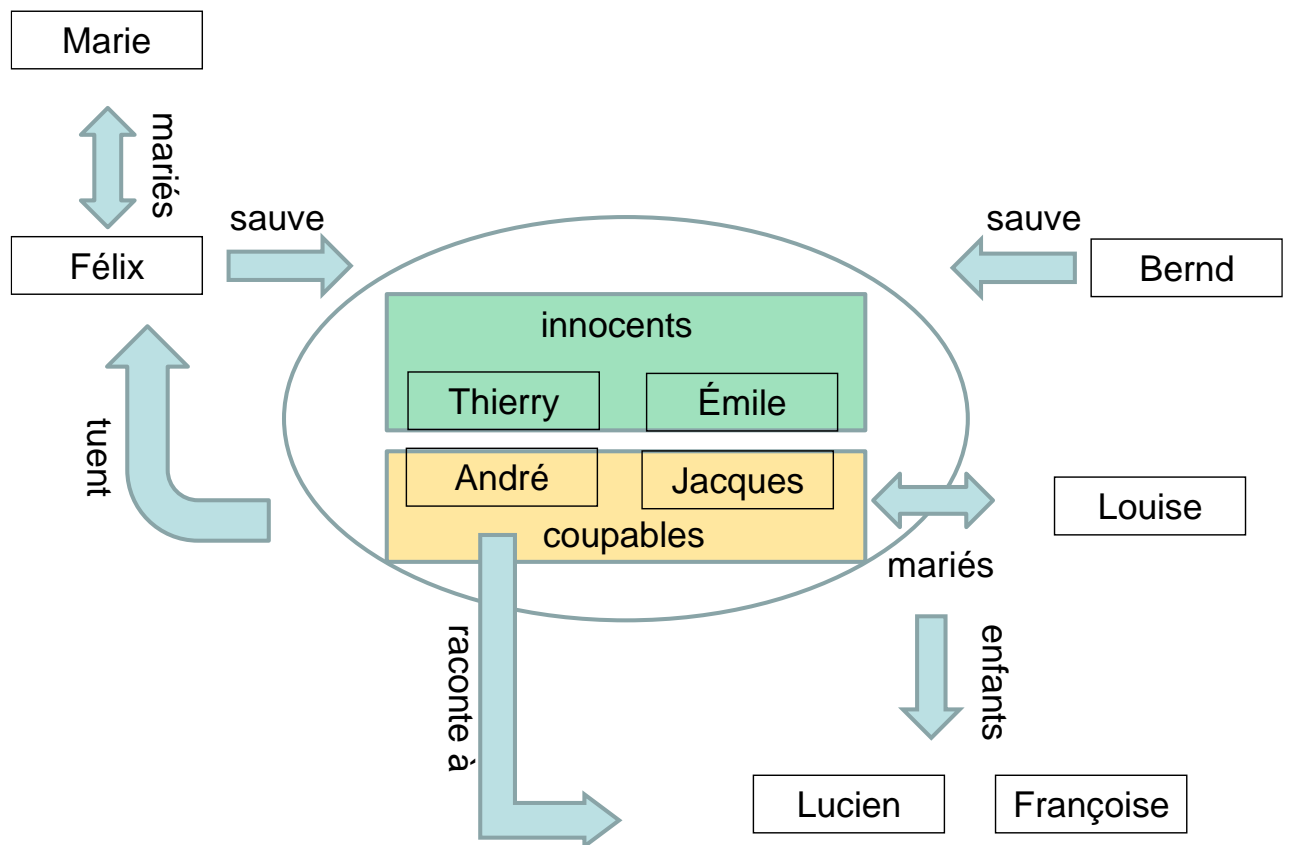 Marie
mariés
sauve
sauve
Félix
Bernd
innocents
Thierry
Émile
tuent
André
Jacques
Louise
coupables
mariés
raconte à
enfants
Lucien
Françoise